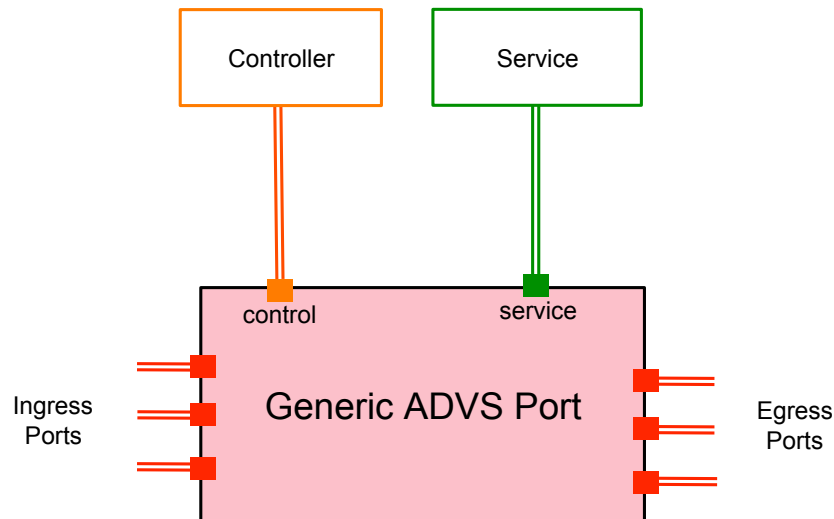 Controller
Service
control
service
Generic ADVS Port
Ingress
Ports
Egress
Ports